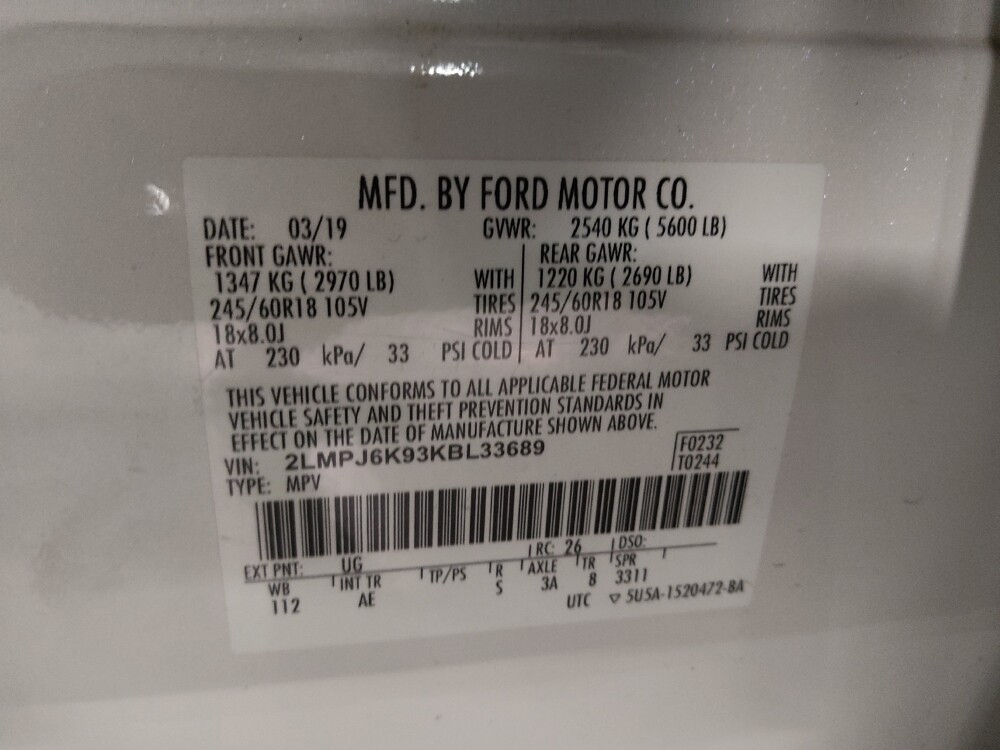 MFD. BY FORD MOTOR CO.
DATE: 03/19 GVWR: 2540 KG ( 5600 LB)
FRONT GAWR: REAR GAWR:
1347 KG ( 2970 LB) WITH 1220 KG ( 2690 LB) WITH
245/60R18 105V TIRES 245/60R18 105V TIRES
18x8.0J RIMS 18x8.0J RIMS
AT 230 kPa/ 33 PSI COLD AT 230 kPa/ 33 PSI COLD
THIS VEHICLE CONFORMS TO ALL APPLICABLE FEDERAL MOTOR
VEHICLE SAFETY AND THEFT PREVENTION STANDARDS IN
EFFECT ON THE DATE OF MANUFACTURE SHOWN ABOVE.
VIN: 2LMPJ6K93KBL33689 F0232
TYPE: MPV T0244
EXT PNT: UG RC: 26 DSO:
WB INT TR TP/PS R AXLE TR SPR
112 AE S 3A 8 3311
UTC ▽ 5U5A-1520472-BA